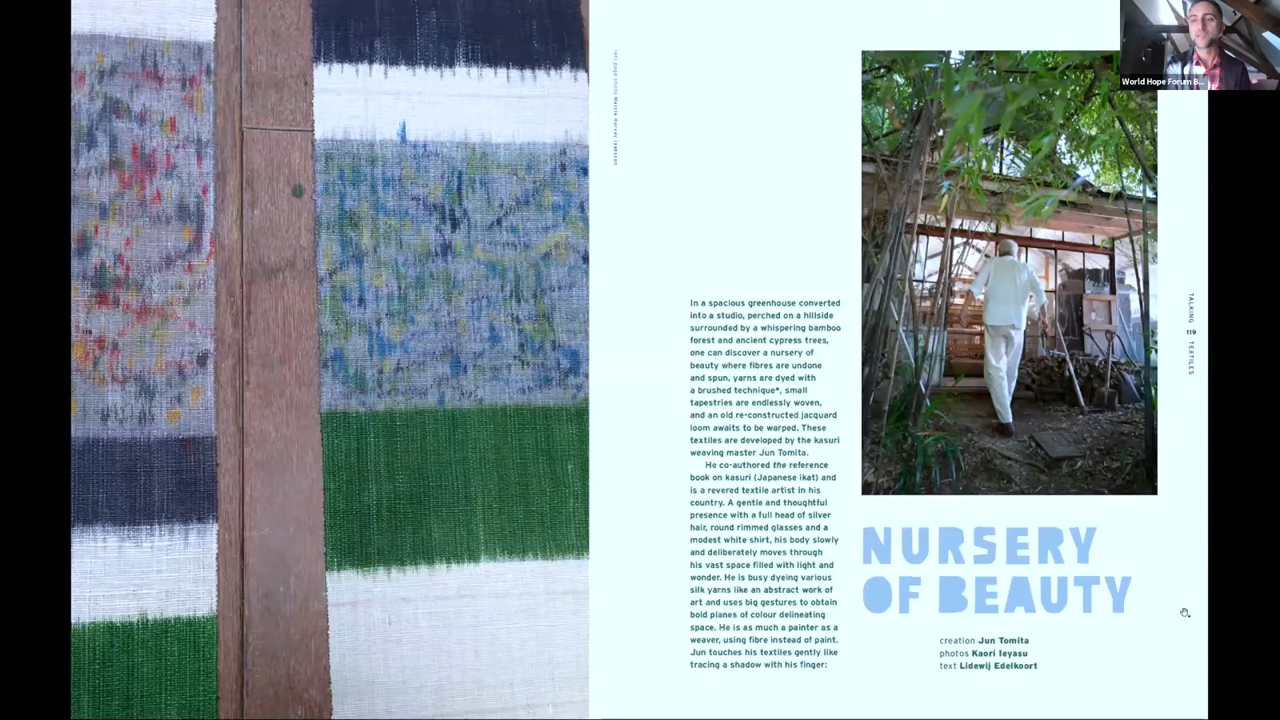 World Hope Forum B...
In a spacious greenhouse converted
into a studio, perched on a hillside
surrounded by a whispering bamboo
forest and ancient cypress trees,
one can discover a nursery of
beauty where fibres are undone
and spun, yarns are dyed with
a brushed technique*, small
tapestries are endlessly woven,
and an old re-constructed jacquard
loom awaits to be warped. These
textiles are developed by the kasuri
weaving master Jun Tomita.
He co-authored the reference
book on kasuri (Japanese ikat) and
is a revered textile artist in his
country. A gentle and thoughtful
presence with a full head of silver
hair, round rimmed glasses and a
modest white shirt, his body slowly
and deliberately moves through
his vast space filled with light and
wonder. He is busy dyeing various
silk yarns like an abstract work of
art and uses big gestures to obtain
bold planes of colour delineating
space. He is as much a painter as a
weaver, using fibre instead of paint.
Jun touches his textiles gently like
tracing a shadow with his finger:
NURSERY
OF BEAUTY
creation Jun Tomita
photos Kaori Ieyasu
text Lidewij Edelkoort
TALKING 119 TEXTILES